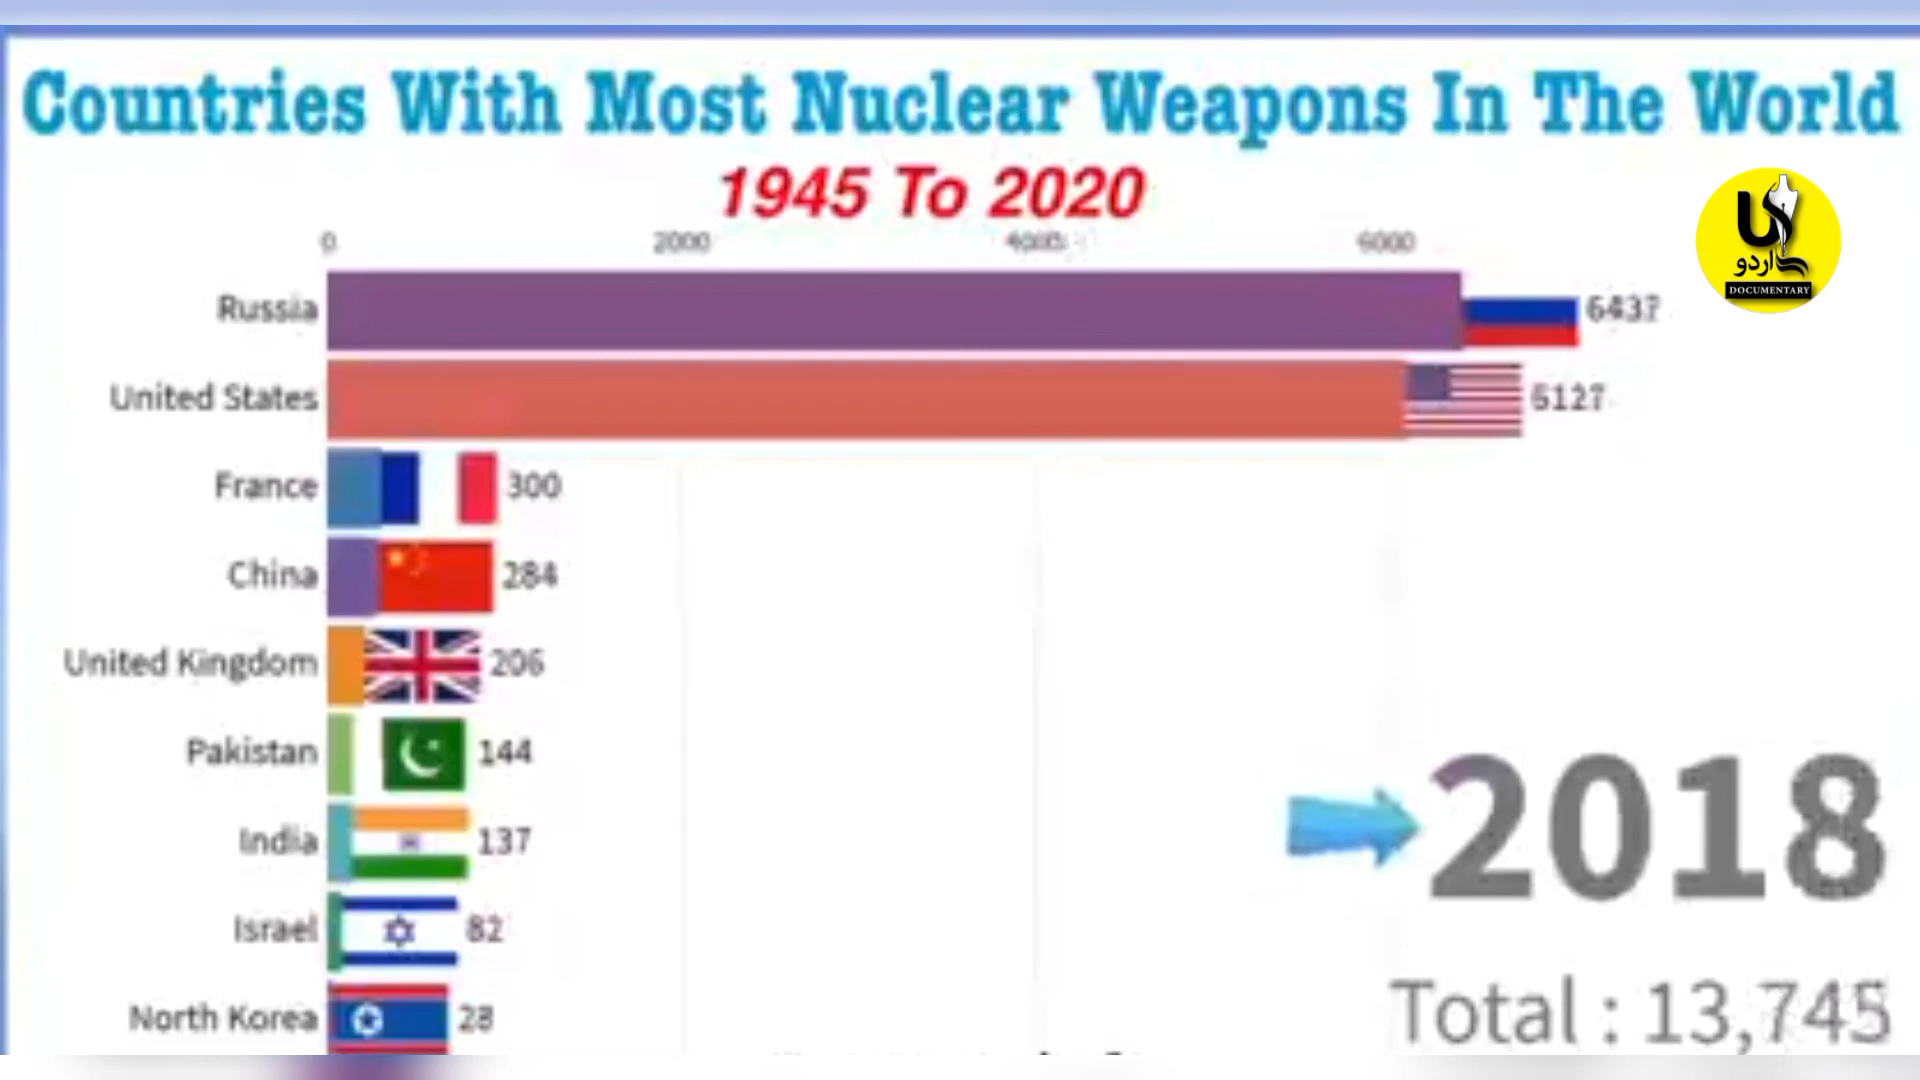 Countries With Most Nuclear Weapons In The World
1945 To 2020
0 2000 4000 6000
Russia 6437
United States
France 300
China 284
United Kingdom 206
Pakistan 144
India 137
Israel 82
North Korea 28
2018
Total : 13,745
US
اردو
DOCUMENTARY